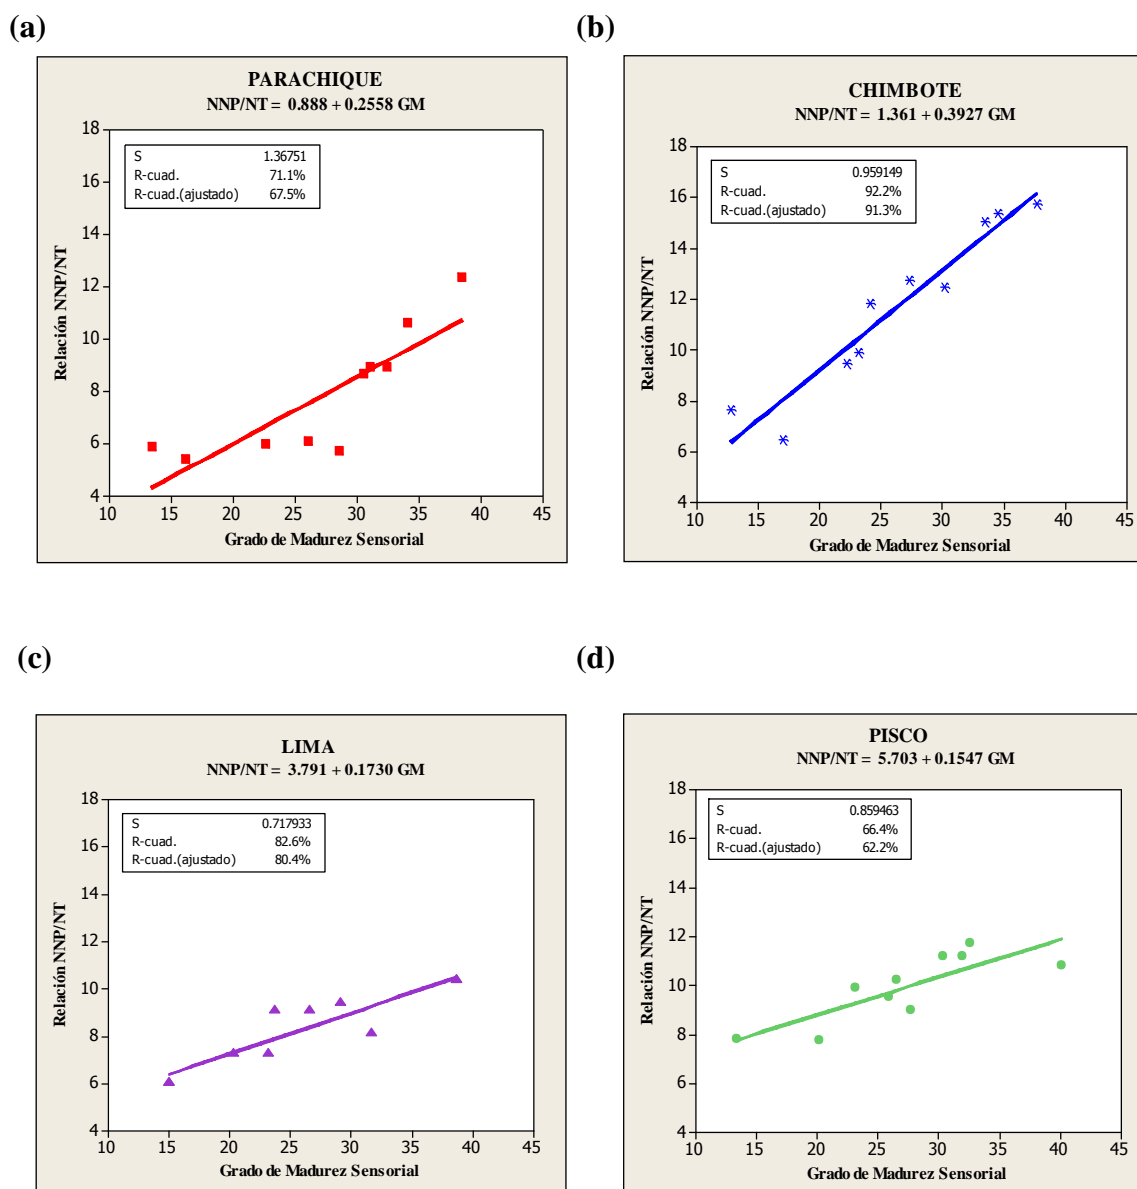 (a)
PARACHIQUE
NNP/NT = 0.888 + 0.2558 GM
S 1.36751
R-cuad. 71.1%
R-cuad.(ajustado) 67.5%
Relación NNP/NT
18
16
14
12
10
8
6
4
10 15 20 25 30 35 40 45
Grado de Madurez Sensorial
(b)
CHIMBOTE
NNP/NT = 1.361 + 0.3927 GM
S 0.959149
R-cuad. 92.2%
R-cuad.(ajustado) 91.3%
Relación NNP/NT
18
16
14
12
10
8
6
4
10 15 20 25 30 35 40 45
Grado de Madurez Sensorial
(c)
LIMA
NNP/NT = 3.791 + 0.1730 GM
S 0.717933
R-cuad. 82.6%
R-cuad.(ajustado) 80.4%
Relación NNP/NT
18
16
14
12
10
8
6
4
10 15 20 25 30 35 40 45
Grado de Madurez Sensorial
(d)
PISCO
NNP/NT = 5.703 + 0.1547 GM
S 0.859463
R-cuad. 66.4%
R-cuad.(ajustado) 62.2%
Relación NNP/NT
18
16
14
12
10
8
6
4
10 15 20 25 30 35 40 45
Grado de Madurez Sensorial